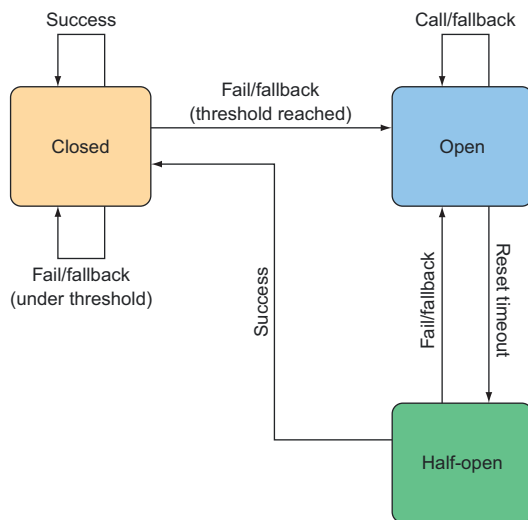 Success
Call/fallback
Fail/fallback
(threshold reached)
Closed
Open
Fail/fallback
(under threshold)
Success
Fail/fallback
Reset timeout
Half-open